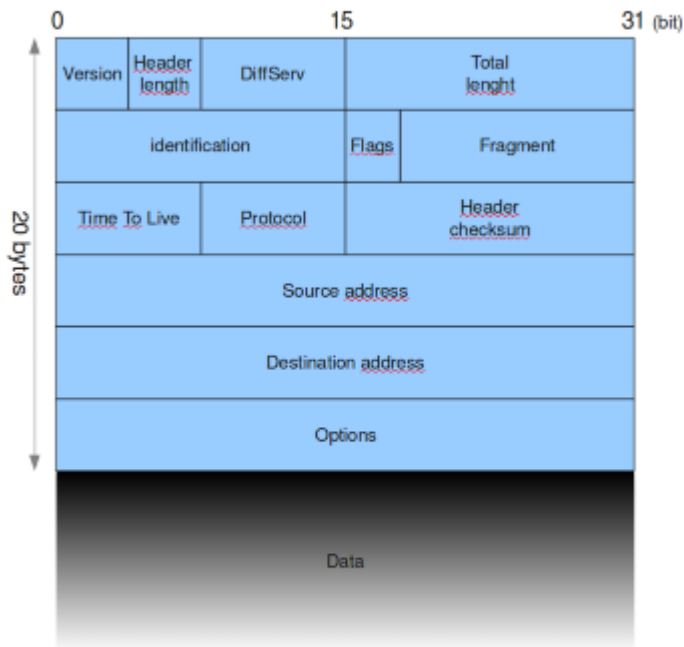 0 15 31 (bit)
Version Header length DiffServ Total lenght
identification Flags Fragment
Time To Live Protocol Header checksum
20 bytes
Source address
Destination address
Options
Data